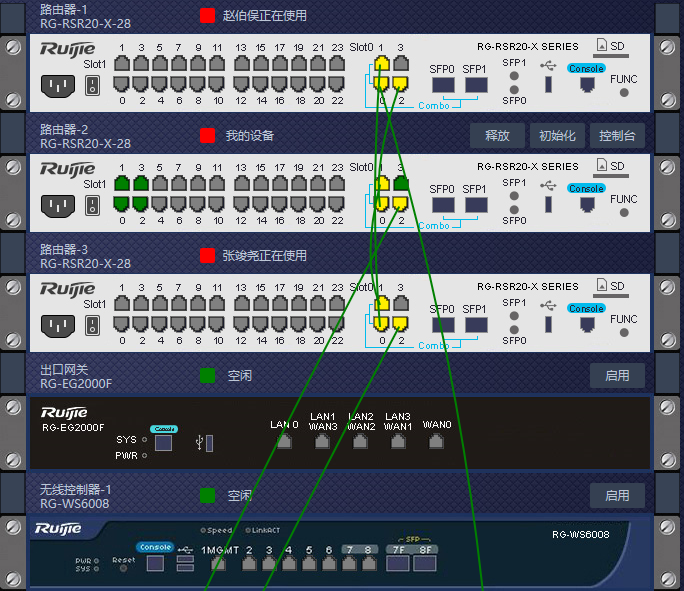 路由器-1
RG-RSR20-X-28
赵伯俣正在使用
Ruijie
Slot1
1 3 5 7 9 11 13 15 17 19 21 23
0 2 4 6 8 10 12 14 16 18 20 22
Slot0 1 3
0 2
SFP0 SFP1
Combo
RG-RSR20-X SERIES
SFP1
SFP0
Console
SD
FUNC
路由器-2
RG-RSR20-X-28
我的设备
释放 初始化 控制台
Ruijie
Slot1
1 3 5 7 9 11 13 15 17 19 21 23
0 2 4 6 8 10 12 14 16 18 20 22
Slot0 1 3
0 2
SFP0 SFP1
Combo
RG-RSR20-X SERIES
SFP1
SFP0
Console
SD
FUNC
路由器-3
RG-RSR20-X-28
张竣尧正在使用
Ruijie
Slot1
1 3 5 7 9 11 13 15 17 19 21 23
0 2 4 6 8 10 12 14 16 18 20 22
Slot0 1 3
0 2
SFP0 SFP1
Combo
RG-RSR20-X SERIES
SFP1
SFP0
Console
SD
FUNC
出口网关
RG-EG2000F
空闲
启用
Ruijie
RG-EG2000F
SYS
PWR
Console
LAN 0
LAN1
WAN3
LAN2
WAN2
LAN3
WAN1
WAN0
无线控制器-1
RG-WS6008
空闲
启用
Ruijie
Speed LinkACT
RG-WS6008
PWR
SYS
Reset
Console
1MGMT 2 3 4 5 6 7 8
SFP
7F 8F